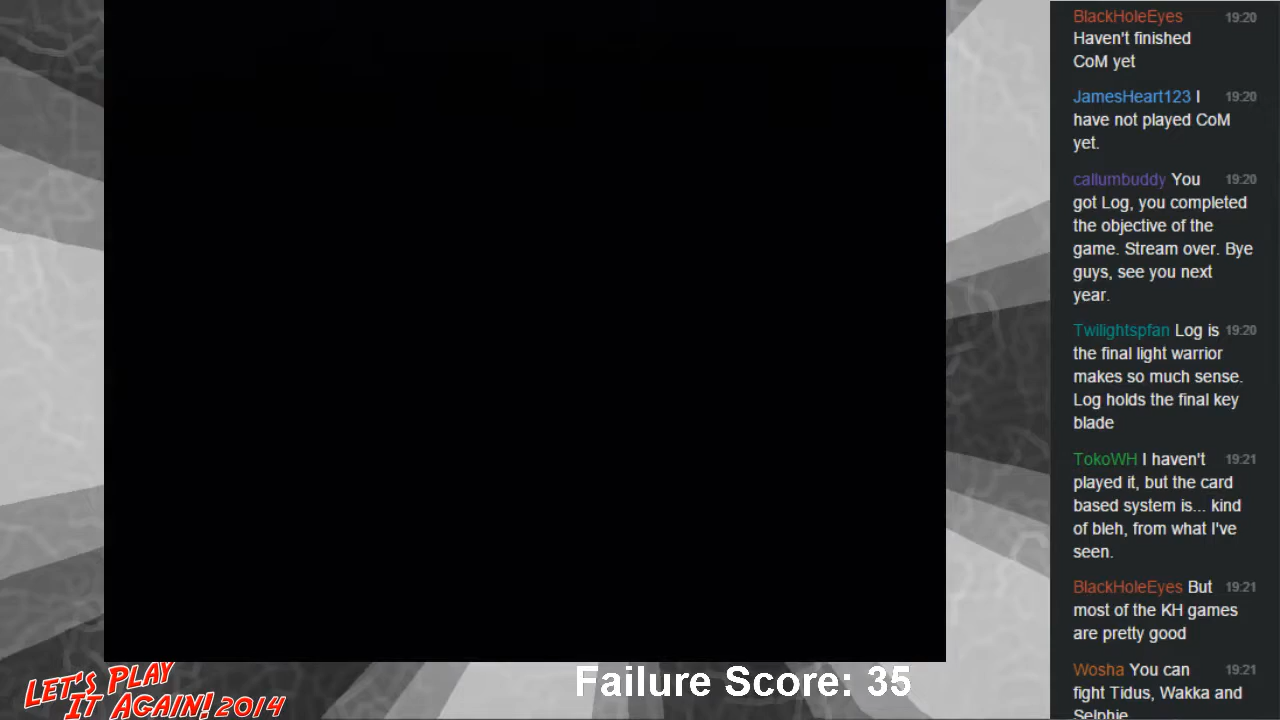 BlackHoleEyes 19:20
Haven't finished
CoM yet
JamesHeart123 I 19:20
have not played CoM
yet.
callumbuddy You 19:20
got Log, you completed
the objective of the
game. Stream over. Bye
guys, see you next
year.
Twilightspfan Log is 19:20
the final light warrior
makes so much sense.
Log holds the final key
blade
TokoWH I haven't 19:21
played it, but the card
based system is... kind
of bleh, from what I've
seen.
BlackHoleEyes But 19:21
most of the KH games
are pretty good
Wosha You can 19:21
fight Tidus, Wakka and
Selphie
LET'S PLAY
IT AGAIN! 2014
Failure Score: 35